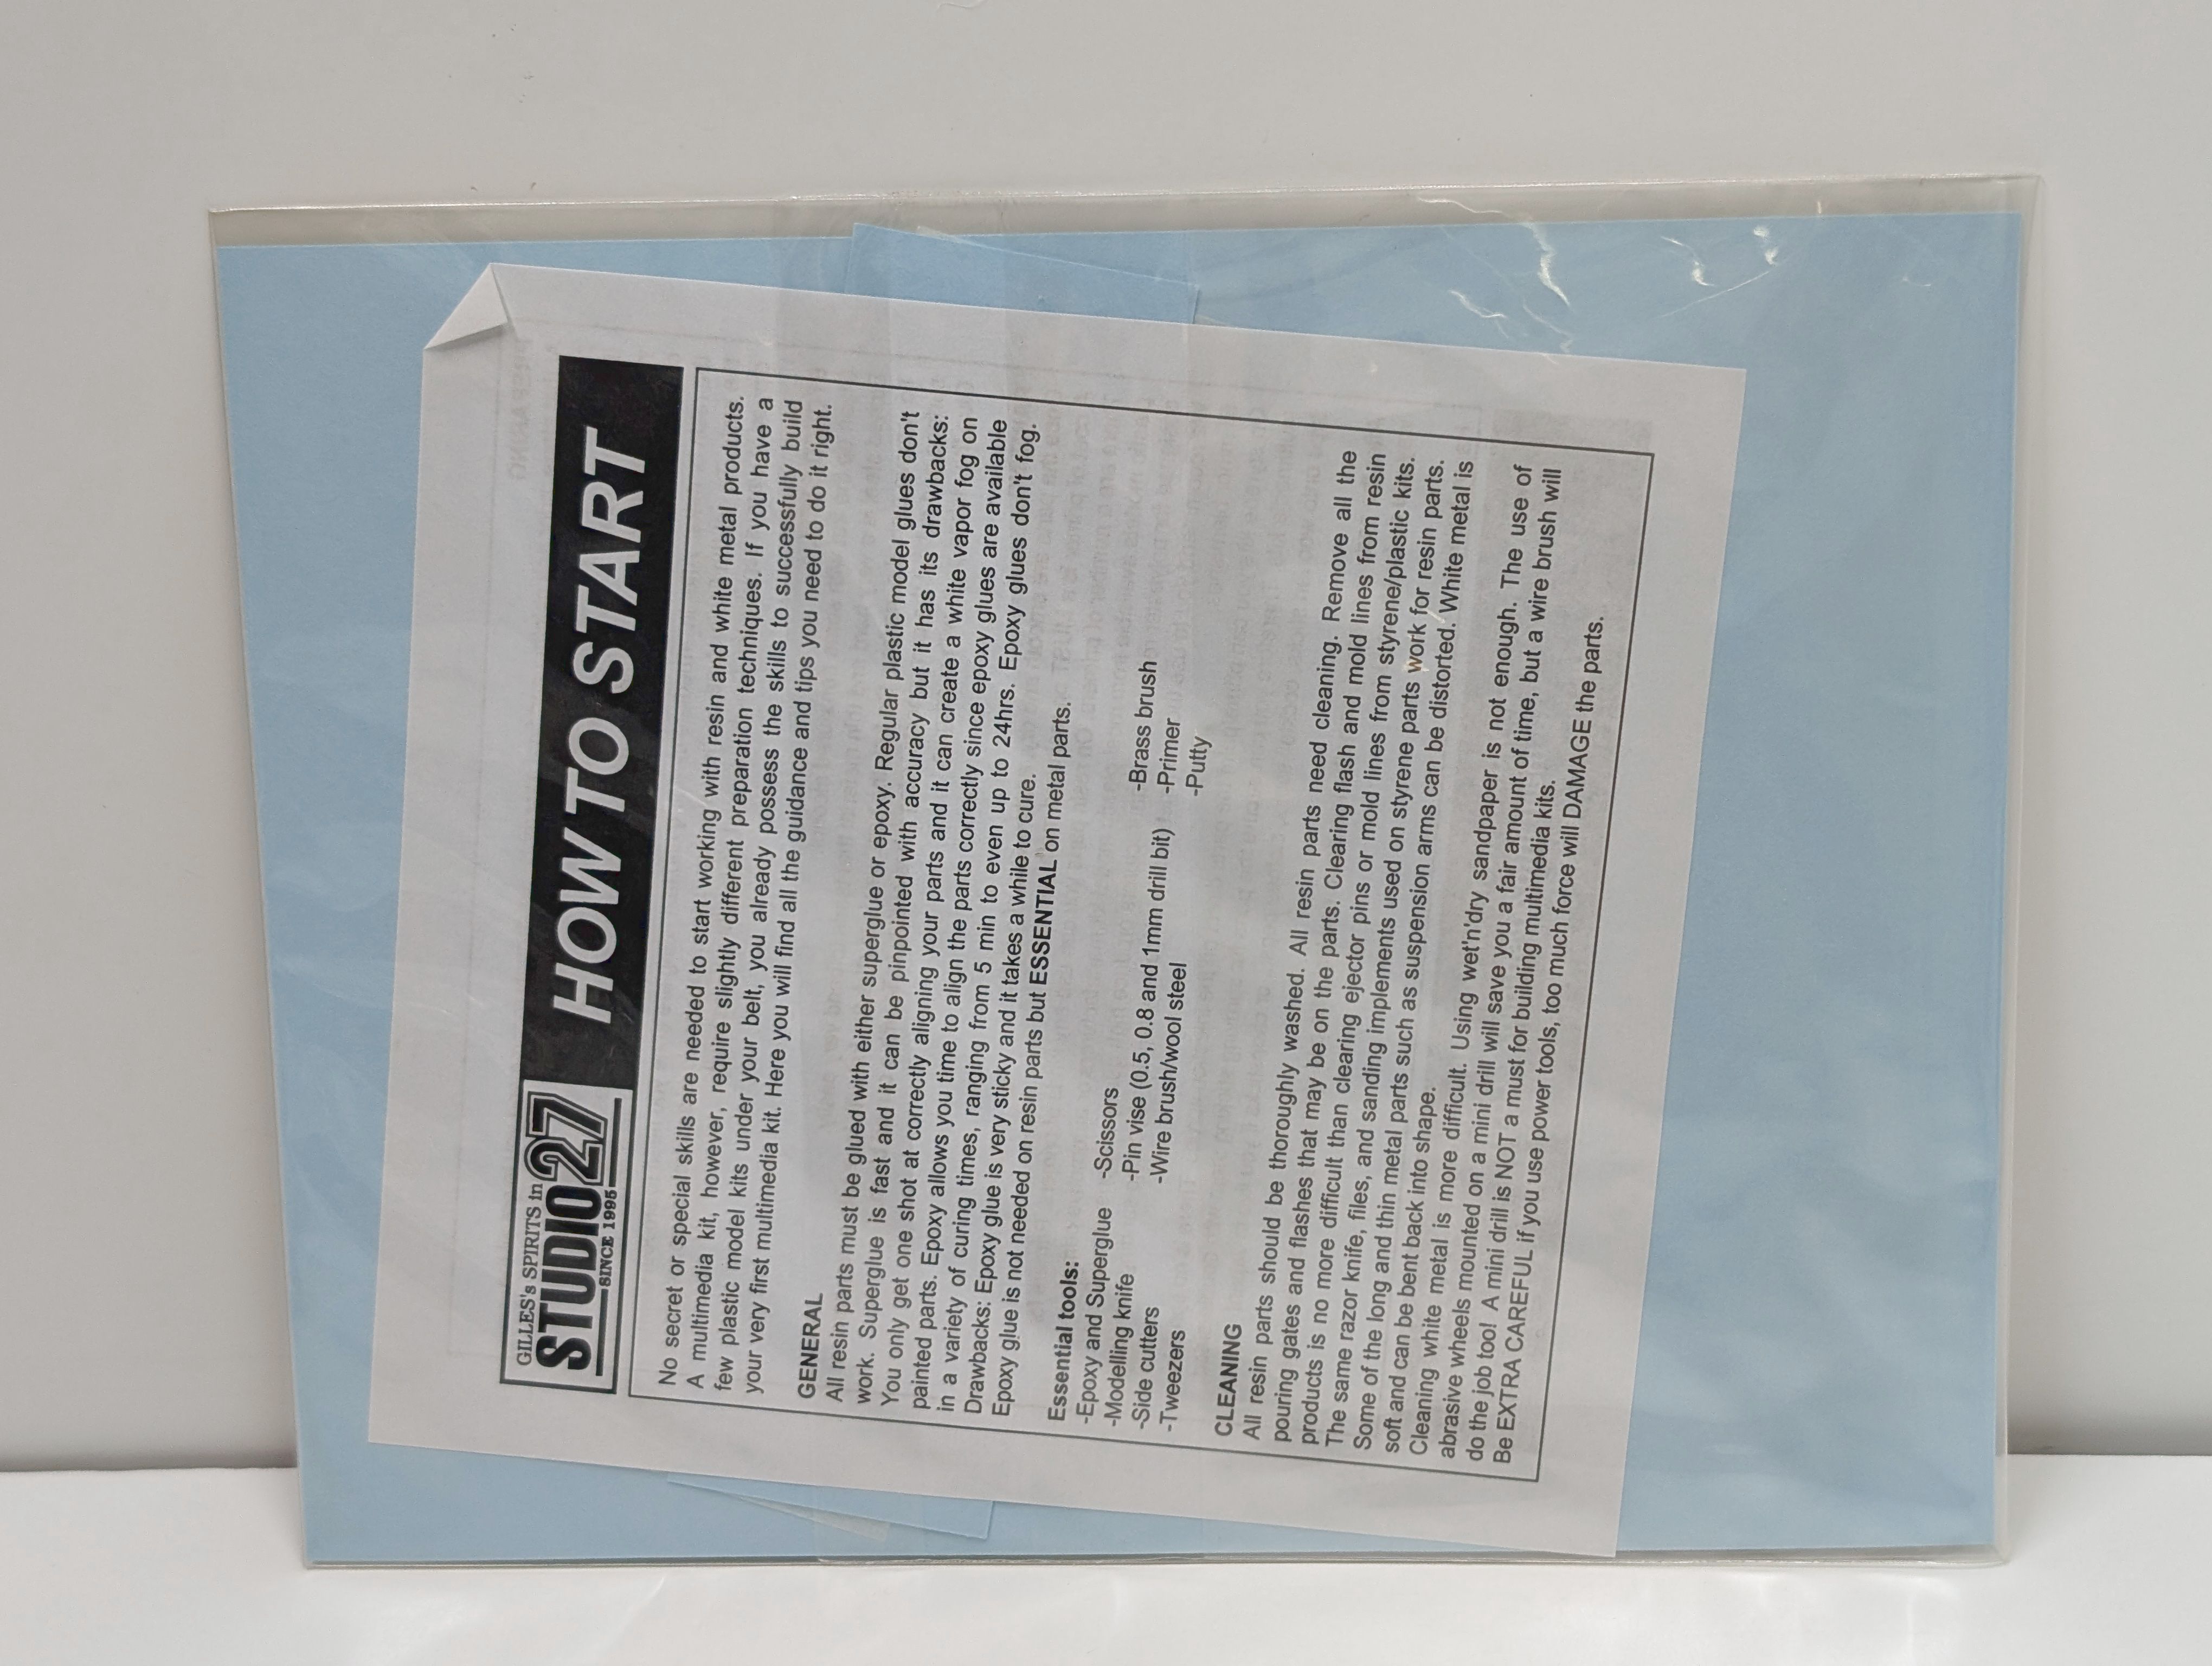 GILLES's SPIRITS in
STUDIO27
SINCE 1995
HOW TO START
No secret or special skills are needed to start working with resin and white metal products.
A multimedia kit, however, require slightly different preparation techniques. If you have a
few plastic model kits under your belt, you already possess the skills to successfully build
your very first multimedia kit. Here you will find all the guidance and tips you need to do it right.
GENERAL
All resin parts must be glued with either superglue or epoxy. Regular plastic model glues don't
work. Superglue is fast and it can be pinpointed with accuracy but it has its drawbacks:
You only get one shot at correctly aligning your parts and it can create a white vapor fog on
painted parts. Epoxy allows you time to align the parts correctly since epoxy glues are available
in a variety of curing times, ranging from 5 min to even up to 24hrs. Epoxy glues don't fog.
Drawbacks: Epoxy glue is very sticky and it takes a while to cure.
Epoxy glue is not needed on resin parts but ESSENTIAL on metal parts.
Essential tools:
-Epoxy and Superglue -Scissors -Brass brush
-Modelling knife -Pin vise (0.5, 0.8 and 1mm drill bit) -Primer
-Side cutters -Wire brush/wool steel -Putty
-Tweezers
CLEANING
All resin parts should be thoroughly washed. All resin parts need cleaning. Remove all the
pouring gates and flashes that may be on the parts. Clearing flash and mold lines from resin
products is no more difficult than clearing ejector pins or mold lines from styrene/plastic kits.
The same razor knife, files, and sanding implements used on styrene parts work for resin parts.
Some of the long and thin metal parts such as suspension arms can be distorted. White metal is
soft and can be bent back into shape.
Cleaning white metal is more difficult. Using wet'n'dry sandpaper is not enough. The use of
abrasive wheels mounted on a mini drill will save you a fair amount of time, but a wire brush will
do the job too! A mini drill is NOT a must for building multimedia kits.
Be EXTRA CAREFUL if you use power tools, too much force will DAMAGE the parts.